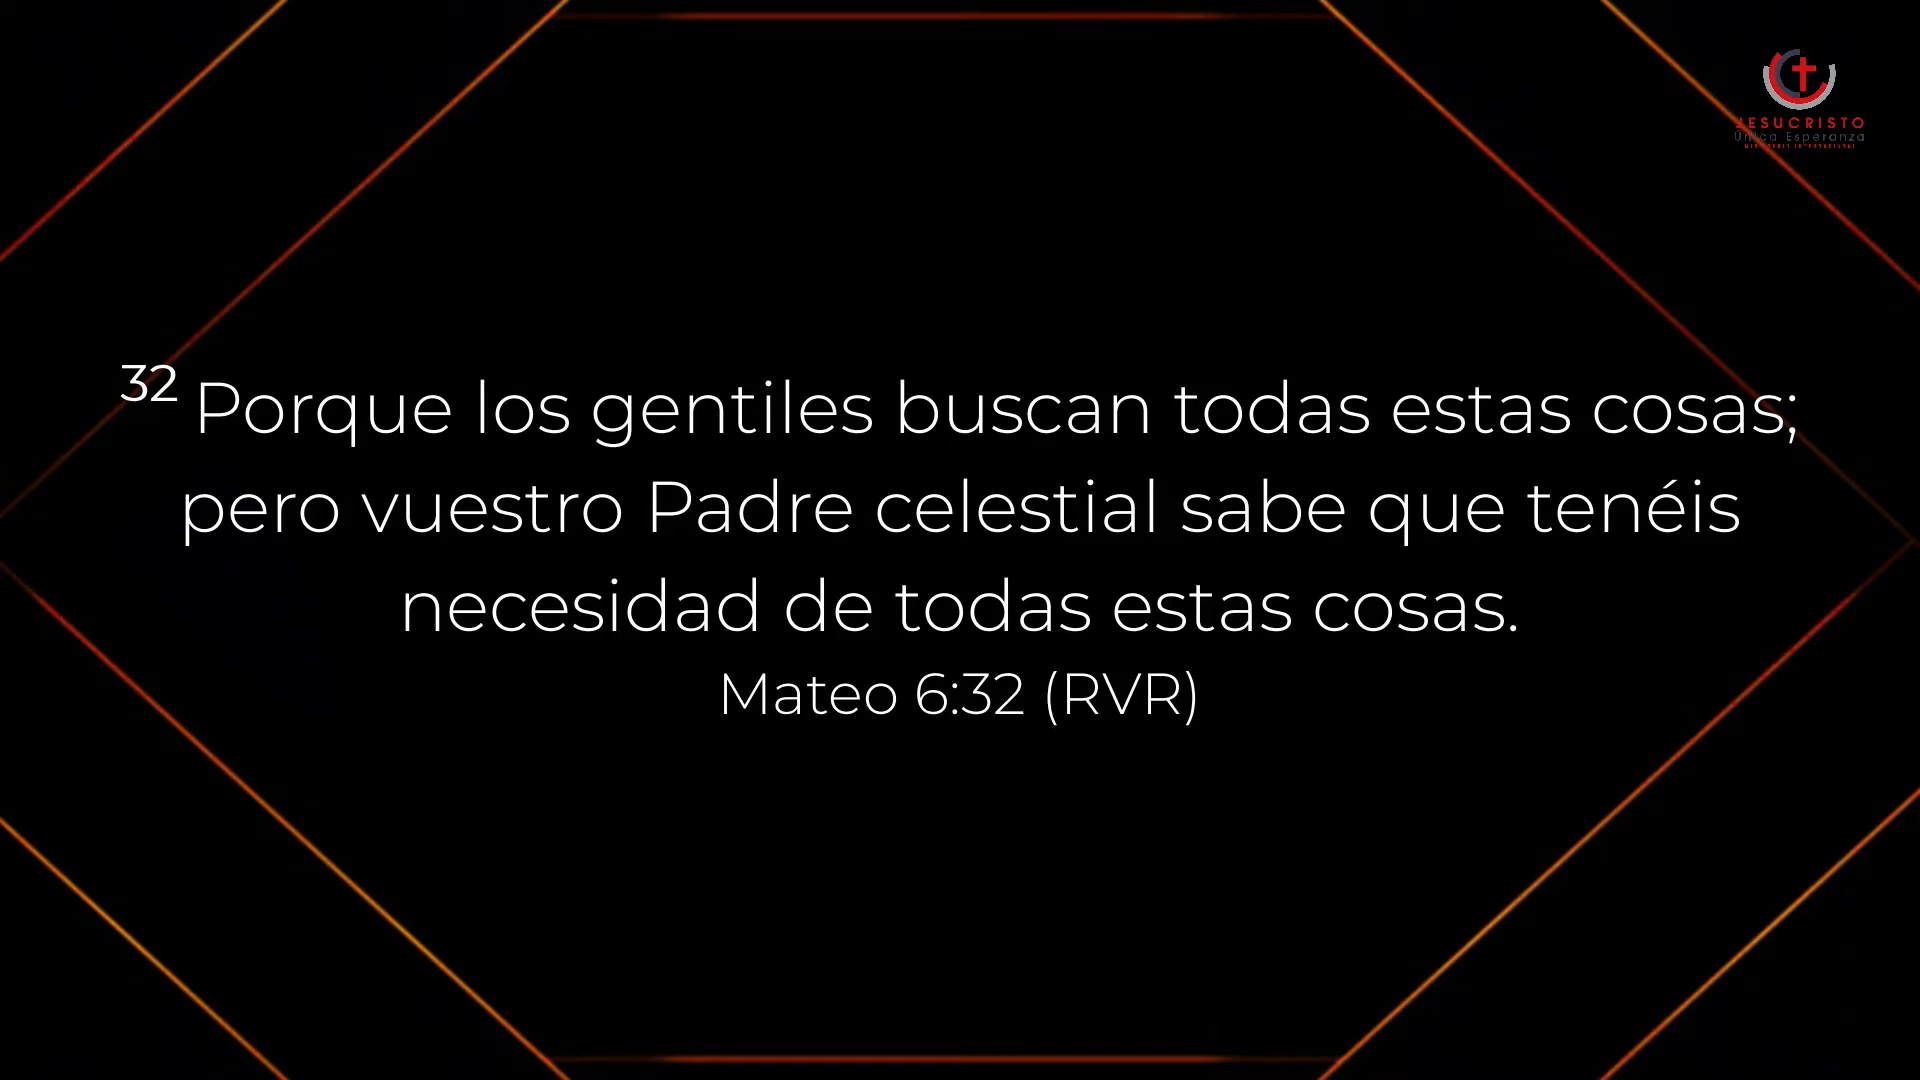 JESUCRISTO
Única Esperanza
32 Porque los gentiles buscan todas estas cosas;
pero vuestro Padre celestial sabe que tenéis
necesidad de todas estas cosas.
Mateo 6:32 (RVR)